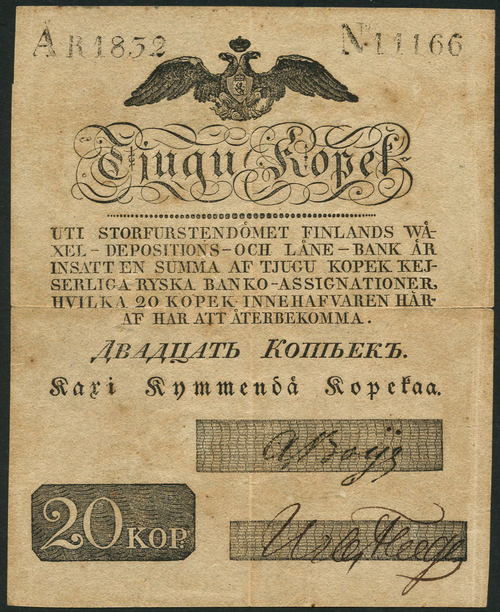 ÅR 1832
No 11166
Tjugu Kopek
UTI STORFURSTENDÖMET FINLANDS WÄ-
XEL-DEPOSITIONS-OCH LÅNE-BANK ÄR
INSATT EN SUMMA AF TJUGU KOPEK KEJ-
SERLIGA RYSKA BANKO-ASSIGNATIONER,
HVILKA 20 KOPEK INNEHAFVAREN HÄR-
AF HAR ATT ÅTERBEKOMMA.
ДВАДЦАТЬ КОПѢЕКЪ.
Kaxi Kymmendä Kopekaa.
20 KOP.